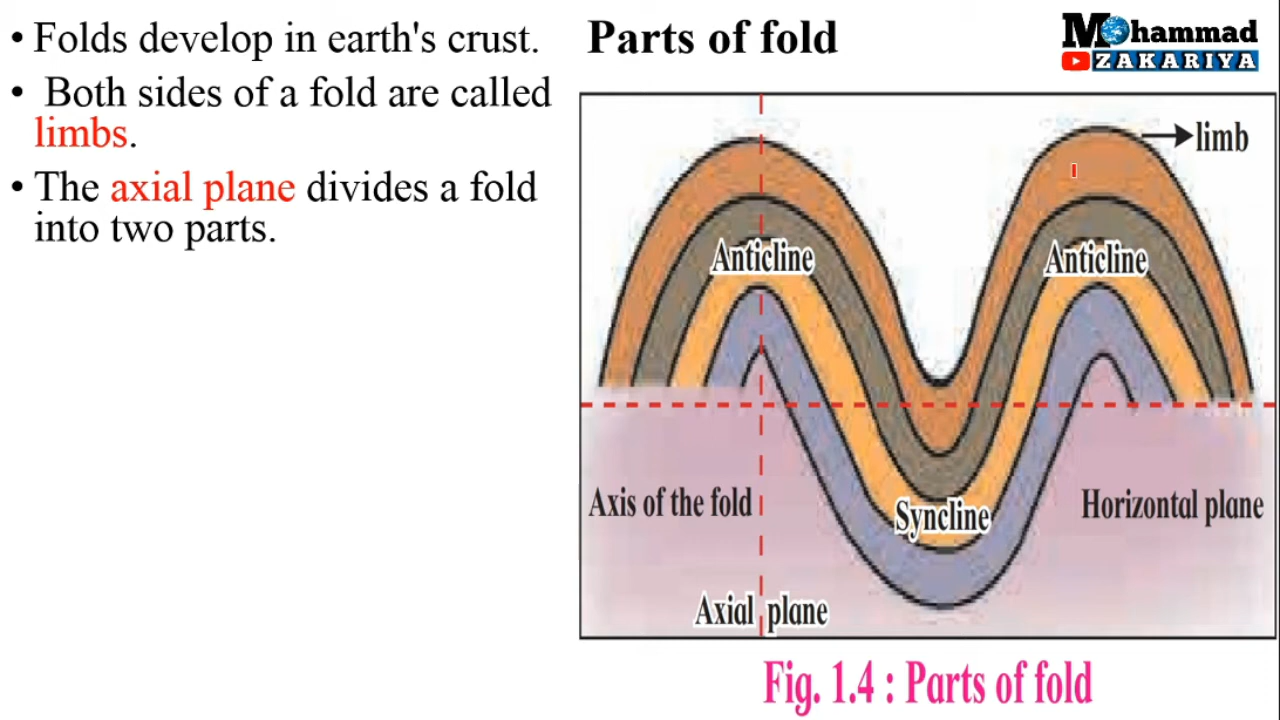 • Folds develop in earth's crust.
• Both sides of a fold are called
limbs.
• The axial plane divides a fold
into two parts.
Parts of fold
Mohammad
ZAKARIYA
limb
Anticline
Anticline
Axis of the fold
Syncline
Horizontal plane
Axial plane
Fig. 1.4 : Parts of fold